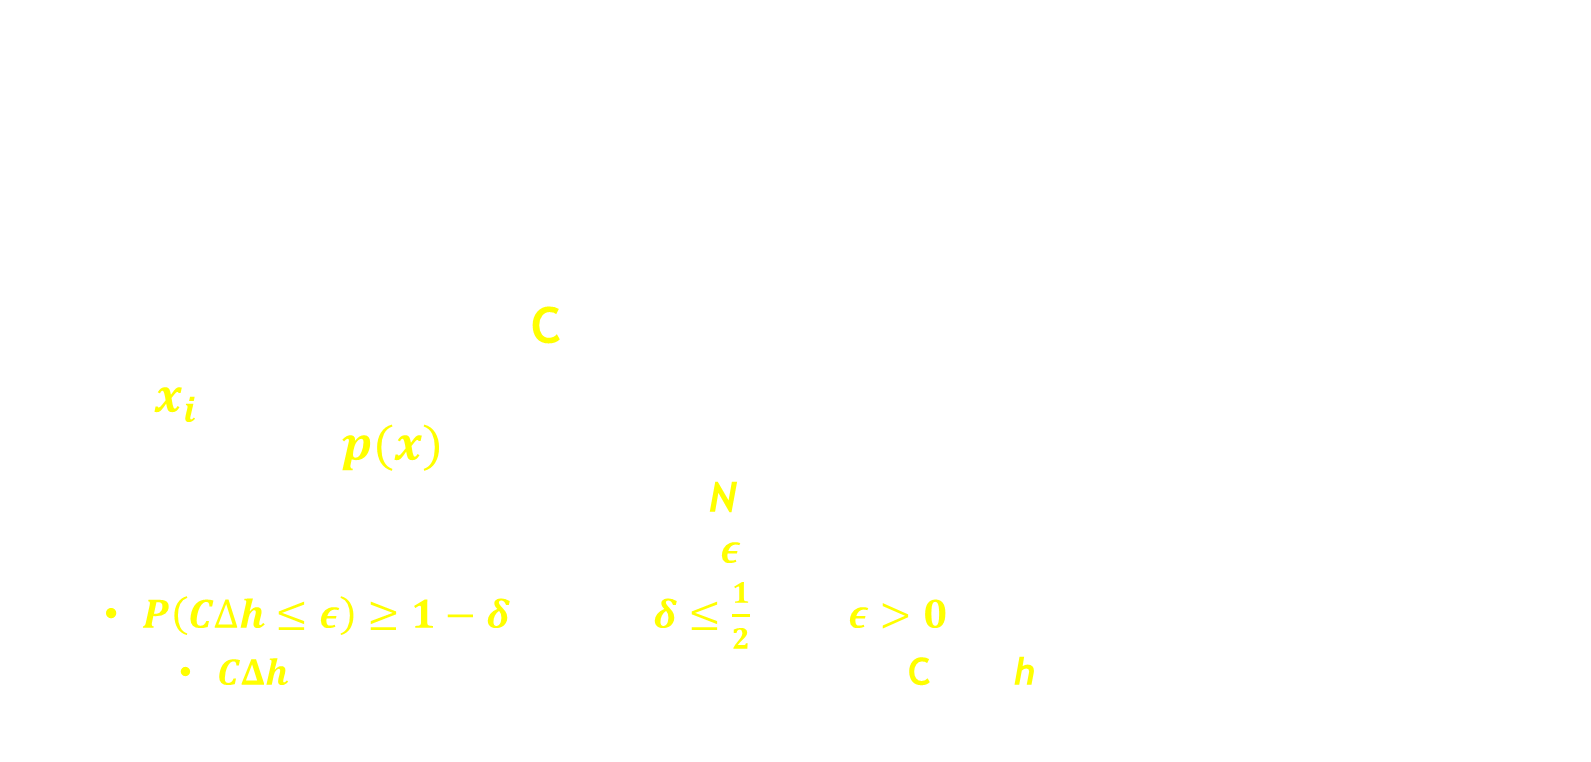 C
x_i
p(x)
N
ϵ
• P(CΔh ≤ ϵ) ≥ 1 − δ δ ≤ 1/2 ϵ > 0
• CΔh C h